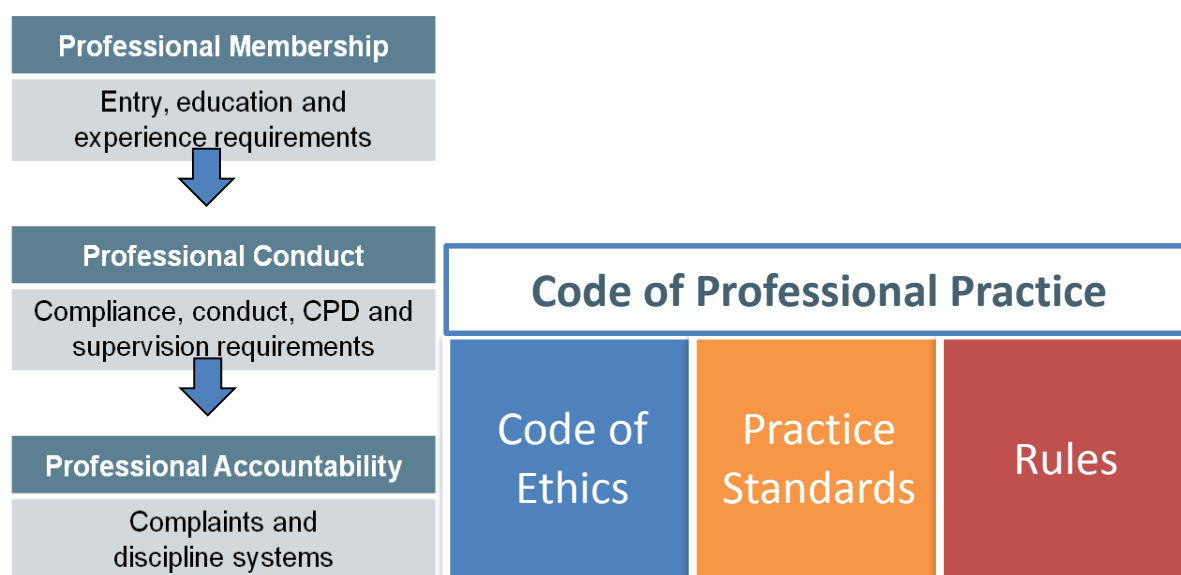 Professional Membership
Entry, education and
experience requirements
Professional Conduct
Compliance, conduct, CPD and
supervision requirements
Professional Accountability
Complaints and
discipline systems
Code of Professional Practice
Code of
Ethics
Practice
Standards
Rules